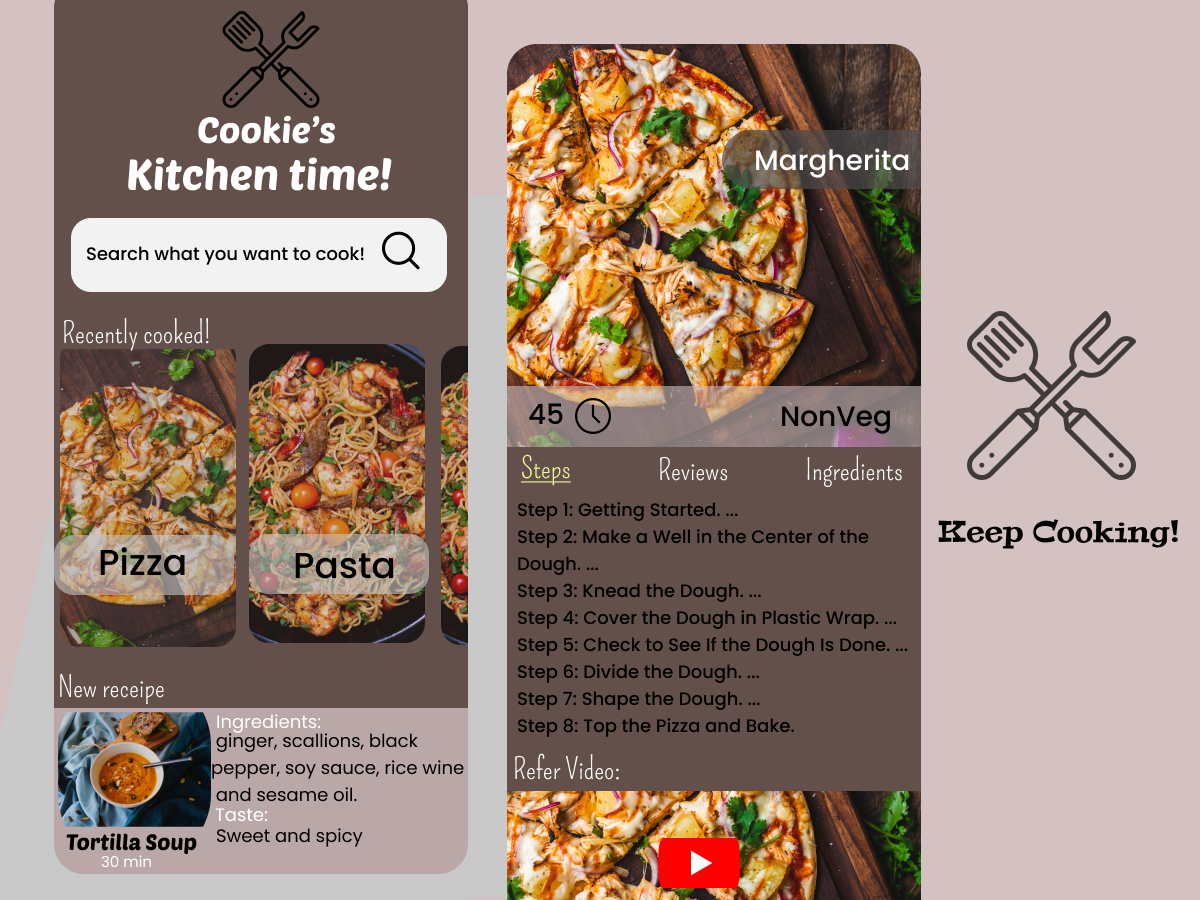 Cookie's
Kitchen time!
Search what you want to cook!
Recently cooked!
Pizza
Pasta
New receipe
Ingredients:
ginger, scallions, black
pepper, soy sauce, rice wine
and sesame oil.
Taste:
Sweet and spicy
Tortilla Soup
30 min
Margherita
45
NonVeg
Steps
Reviews
Ingredients
Step 1: Getting Started. ...
Step 2: Make a Well in the Center of the
Dough. ...
Step 3: Knead the Dough. ...
Step 4: Cover the Dough in Plastic Wrap. ...
Step 5: Check to See If the Dough Is Done. ...
Step 6: Divide the Dough. ...
Step 7: Shape the Dough. ...
Step 8: Top the Pizza and Bake.
Refer Video:
Keep Cooking!